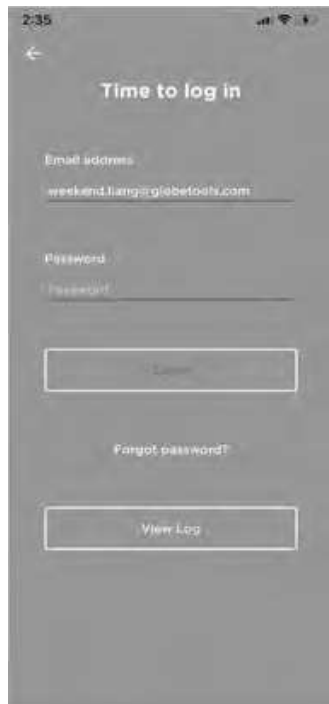 2:35
Time to log in
Email address
weekend.liang@globetools.com
Password
Password
Login
Forgot password?
View Log